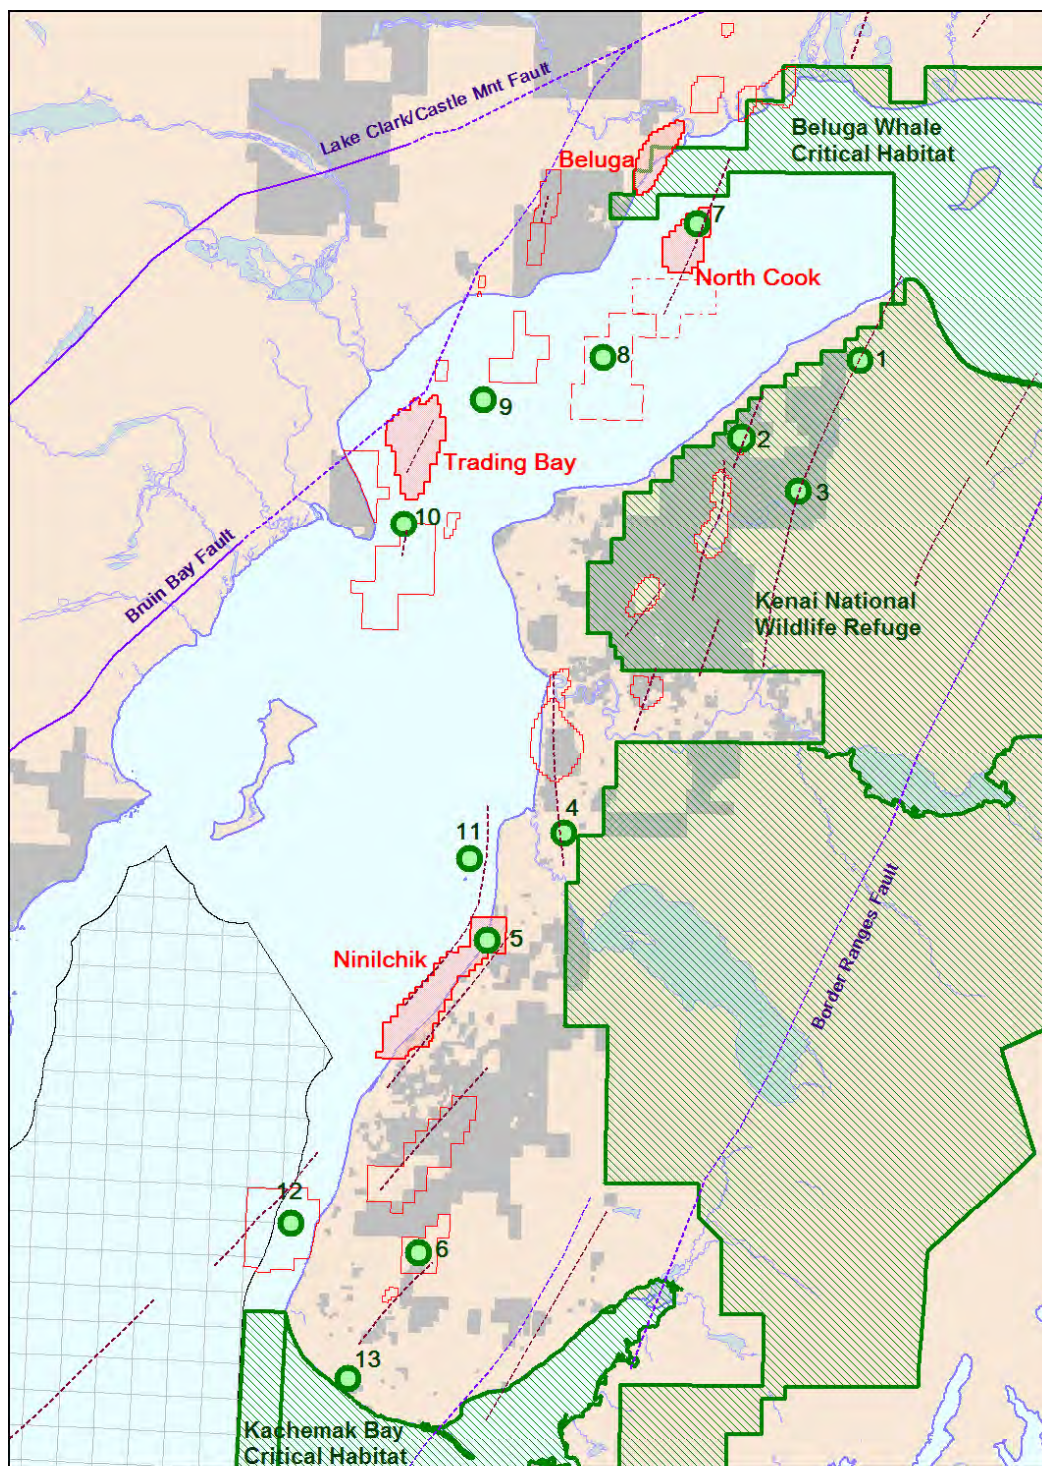 Lake Clark/Castle Mnt Fault
Beluga Whale
Critical Habitat
Beluga
7
North Cook
8
1
9
2
Trading Bay
3
10
Bruin Bay Fault
Kenai National
Wildlife Refuge
4
11
Border Ranges Fault
5
Ninilchik
12
6
13
Kachemak Bay
Critical Habitat